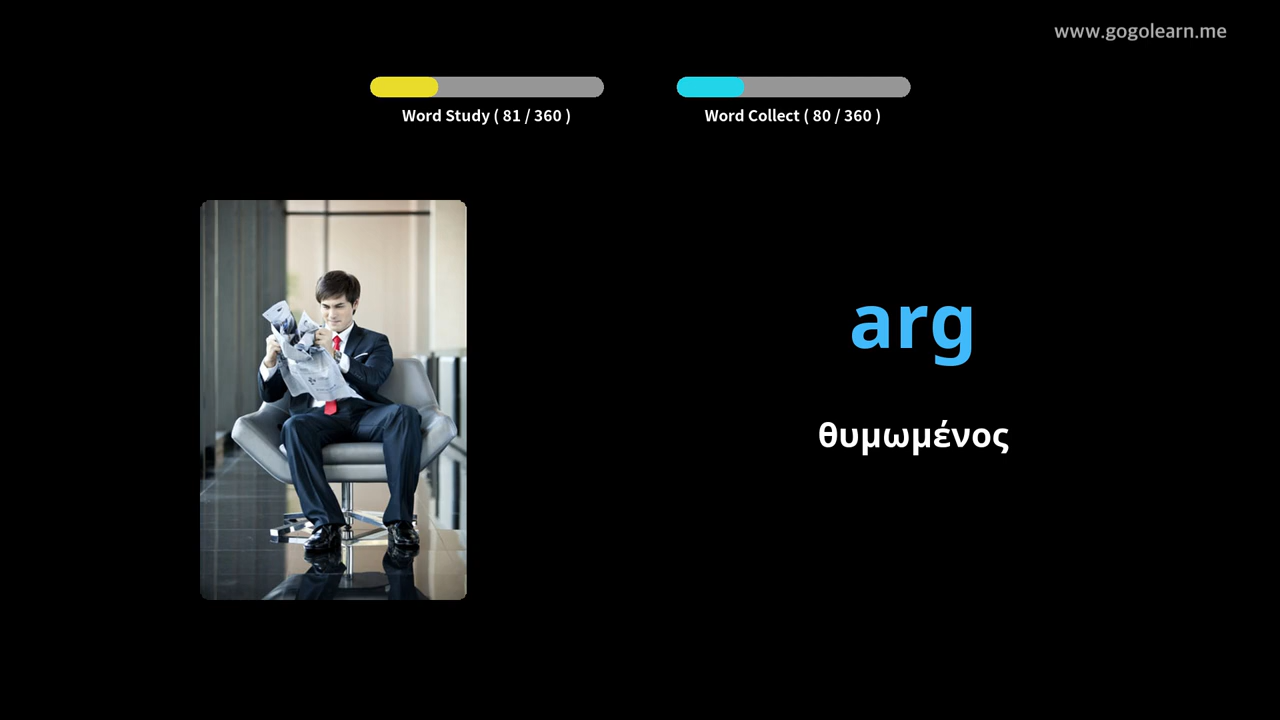 www.gogolearn.me
Word Study ( 81 / 360 )
Word Collect ( 80 / 360 )
arg
θυμωμένος